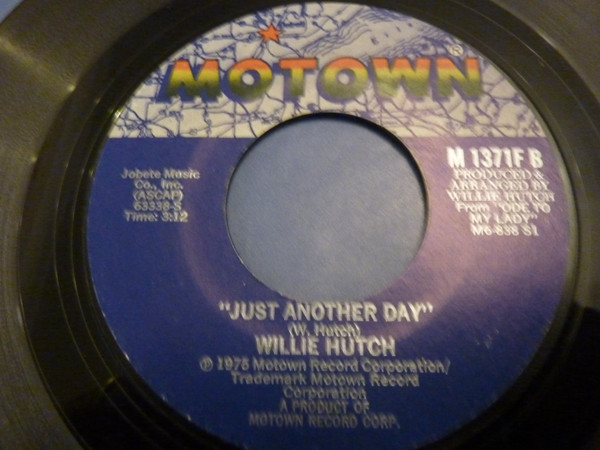 MOTOWN®
Jobete Music
Co., Inc.
(ASCAP)
63338-S
Time: 3:12
M 1371F B
PRODUCED &
ARRANGED BY
WILLIE HUTCH
From "ODE TO
MY LADY"
M6-838 S1
"JUST ANOTHER DAY"
(W. Hutch)
WILLIE HUTCH
℗ 1975 Motown Record Corporation/
Trademark Motown Record
Corporation
A PRODUCT OF
MOTOWN RECORD CORP.